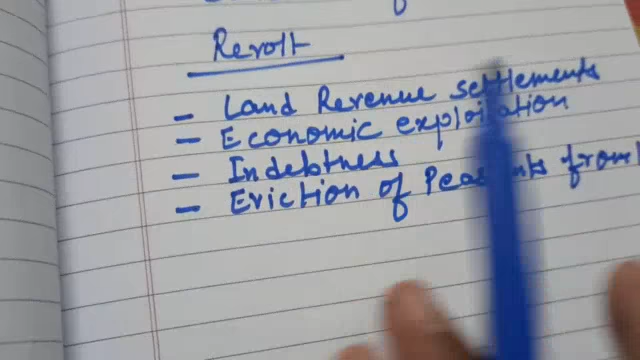 Revolt
- Land Revenue settlements
- Economic exploitation
- Indebtness
- Eviction of Peasants from